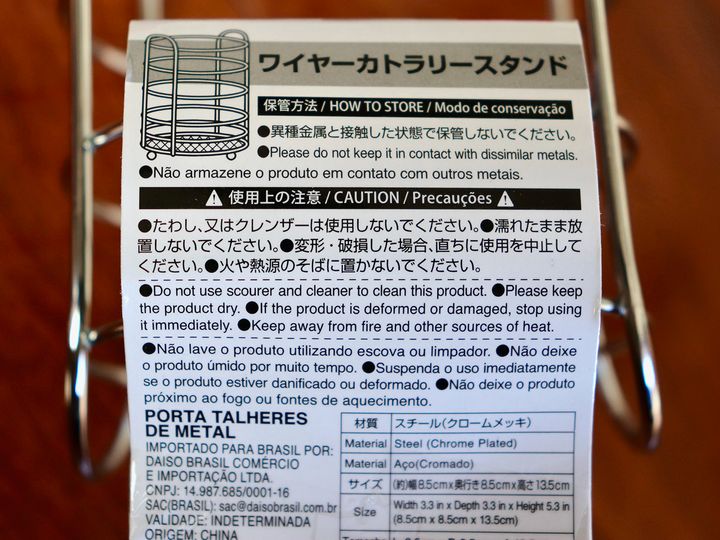 ワイヤーカトラリースタンド
保管方法 / HOW TO STORE / Modo de conservação
●異種金属と接触した状態で保管しないでください。
●Please do not keep it in contact with dissimilar metals.
●Não armazene o produto em contato com outros metais.
⚠ 使用上の注意 / CAUTION / Precauções ⚠
●たわし、又はクレンザーは使用しないでください。●濡れたまま放
置しないでください。●変形・破損した場合、直ちに使用を中止して
ください。●火や熱源のそばに置かないでください。
●Do not use scourer and cleaner to clean this product. ●Please keep
the product dry. ●If the product is deformed or damaged, stop using
it immediately. ●Keep away from fire and other sources of heat.
●Não lave o produto utilizando escova ou limpador. ●Não deixe
o produto úmido por muito tempo. ●Suspenda o uso imediatamente
se o produto estiver danificado ou deformado. ●Não deixe o produto
próximo ao fogo ou fontes de aquecimento.
PORTA TALHERES
DE METAL
IMPORTADO PARA BRASIL POR:
DAISO BRASIL COMÉRCIO
E IMPORTAÇÃO LTDA.
CNPJ: 14.987.685/0001-16
SAC(BRASIL): sac@daisobrasil.com.br
VALIDADE: INDETERMINADA
ORIGEM: CHINA
材質 スチール(クロームメッキ)
Material Steel (Chrome Plated)
Material Aço(Cromado)
サイズ (約)幅8.5cm×奥行き8.5cm×高さ13.5cm
Size Width 3.3 in x Depth 3.3 in x Height 5.3 in
(8.5cm x 8.5cm x 13.5cm)